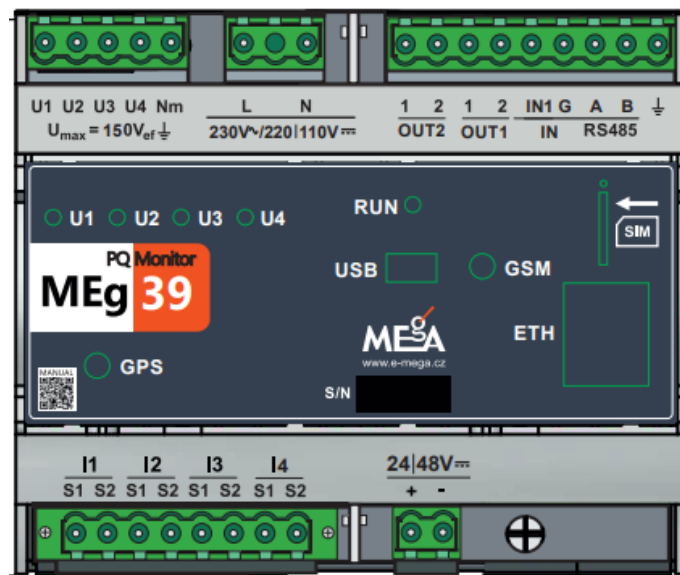 U1 U2 U3 U4 Nm
Umax = 150Vef ⏚
L N
230V~/220|110V⎓
1 2 1 2 IN1 G A B ⏚
OUT2 OUT1 IN RS485
U1 U2 U3 U4
RUN
SIM
PQ Monitor
MEg 39
USB
GSM
MEgA
www.e-mega.cz
ETH
GPS
MANUAL
S/N
I1 I2 I3 I4
S1 S2 S1 S2 S1 S2 S1 S2
24|48V⎓
+ -